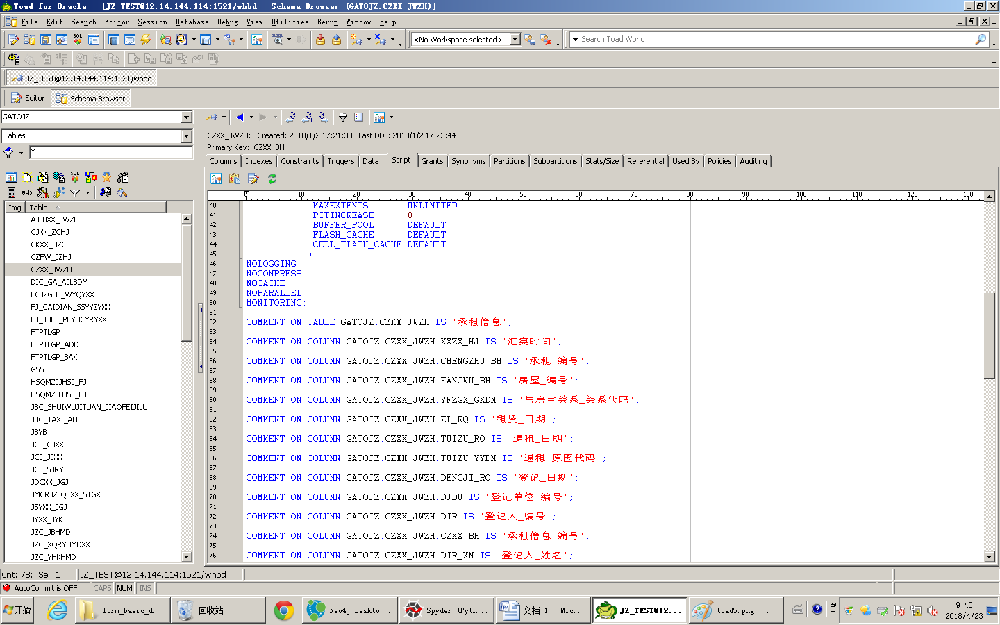 Toad for Oracle - [JZ_TEST@12.14.144.114:1521/whbd - Schema Browser (GATOJZ.CZXX_JWZH)]
File Edit Search Editor Session Database Debug View Utilities Rerun Window Help
SQL <No Workspace selected> Search Toad World
JZ_TEST@12.14.144.114:1521/whbd
Editor Schema Browser
GATOJZ
Tables
*
CZXX_JWZH: Created: 2018/1/2 17:21:33 Last DDL: 2018/1/2 17:23:44
Primary Key: CZXX_BH
Columns Indexes Constraints Triggers Data Script Grants Synonyms Partitions Subpartitions Stats/Size Referential Used By Policies Auditing
SQL
a=b
Img Table
AJJBXX_JWZH
CJXX_ZCHJ
CKXX_HZC
CZFW_JZHJ
CZXX_JWZH
DIC_GA_AJLBDM
FCJ2GHJ_WYQYXX
FJ_CAIDIAN_SSYYZYXX
FJ_JHFJ_PFYHCYRYXX
FTPTLGP
FTPTLGP_ADD
FTPTLGP_BAK
GSSJ
HSQMZJJHSJ_FJ
HSQMZJLHSJ_FJ
JBC_SHUIWUJITUAN_JIAOFEIJILU
JBC_TAXI_ALL
JBYB
JCJ_CJXX
JCJ_JJXX
JCJ_SJRY
JDCXX_JGJ
JMCRJZJQFXX_STGX
JSYXX_JGJ
JYXX_JYK
JZC_JBHMD
JZC_XQRYHMDXX
JZC_YHKHMD
0 10 20 30 40 50 60 70 80 90 100 110 120 130
40 MAXEXTENTS UNLIMITED
41 PCTINCREASE 0
42 BUFFER_POOL DEFAULT
43 FLASH_CACHE DEFAULT
44 CELL_FLASH_CACHE DEFAULT
45 )
46 NOLOGGING
47 NOCOMPRESS
48 NOCACHE
49 NOPARALLEL
50 MONITORING;
51
52 COMMENT ON TABLE GATOJZ.CZXX_JWZH IS '承租信息';
53
54 COMMENT ON COLUMN GATOJZ.CZXX_JWZH.XXZX_HJ IS '汇集时间';
55
56 COMMENT ON COLUMN GATOJZ.CZXX_JWZH.CHENGZHU_BH IS '承租_编号';
57
58 COMMENT ON COLUMN GATOJZ.CZXX_JWZH.FANGWU_BH IS '房屋_编号';
59
60 COMMENT ON COLUMN GATOJZ.CZXX_JWZH.YFZGX_GXDM IS '与房主关系_关系代码';
61
62 COMMENT ON COLUMN GATOJZ.CZXX_JWZH.ZL_RQ IS '租赁_日期';
63
64 COMMENT ON COLUMN GATOJZ.CZXX_JWZH.TUIZU_RQ IS '退租_日期';
65
66 COMMENT ON COLUMN GATOJZ.CZXX_JWZH.TUIZU_YYDM IS '退租_原因代码';
67
68 COMMENT ON COLUMN GATOJZ.CZXX_JWZH.DENGJI_RQ IS '登记_日期';
69
70 COMMENT ON COLUMN GATOJZ.CZXX_JWZH.DJDW IS '登记单位_编号';
71
72 COMMENT ON COLUMN GATOJZ.CZXX_JWZH.DJR IS '登记人_编号';
73
74 COMMENT ON COLUMN GATOJZ.CZXX_JWZH.CZXX_BH IS '承租信息_编号';
75
76 COMMENT ON COLUMN GATOJZ.CZXX_JWZH.DJR_XM IS '登记人_姓名';
Cnt: 78; Sel: 1 JZ_TEST@12.14.144.114:1521/whbd
AutoCommit is OFF CAPS NUM INS
开始 form_basic_d... 回收站 Neo4j Deskto... Spyder (Pyth... 文档 1 - Mic... JZ_TEST@12... toad5.png - ... 9:40
2018/4/23